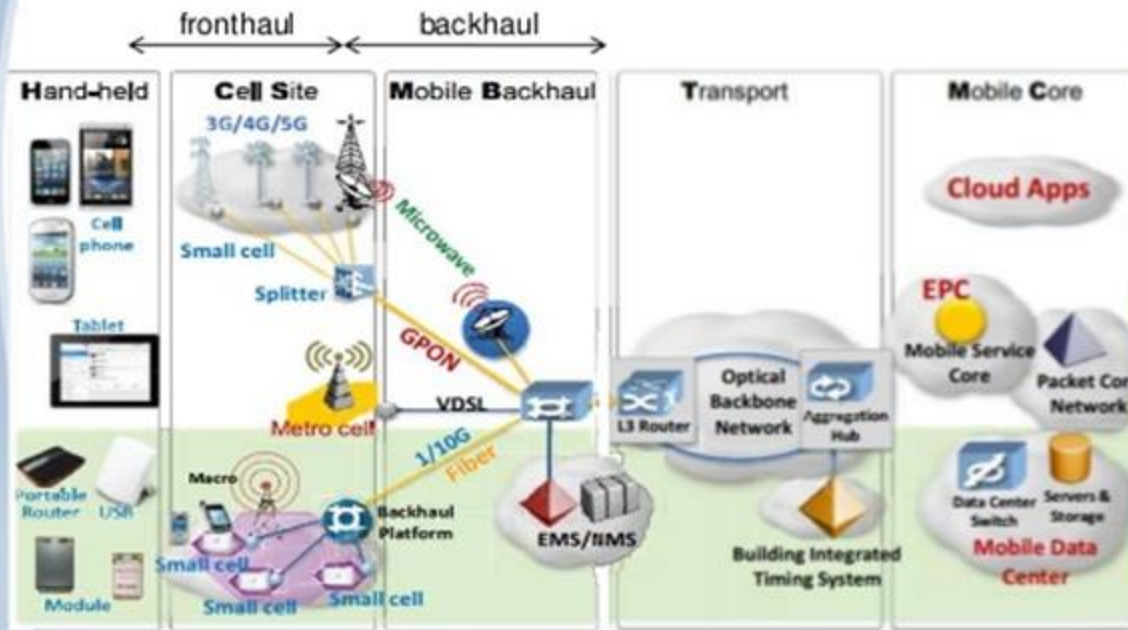 fronthaul
backhaul
Hand-held
Cell Site
Mobile Backhaul
Transport
Mobile Core
3G/4G/5G
Cell
phone
Small cell
Splitter
Microwave
GPON
Tablet
VDSL
Metro cell
1/10G
Fiber
Portable
Router
USB
Module
Macro
Small cell
Small cell
Small cell
Backhaul
Platform
EMS/NMS
L3 Router
Optical
Backbone
Network
Aggregation
Hub
Building Integrated
Timing System
Cloud Apps
EPC
Mobile Service
Core
Packet Cor
Network
Data Center
Switch
Servers &
Storage
Mobile Data
Center